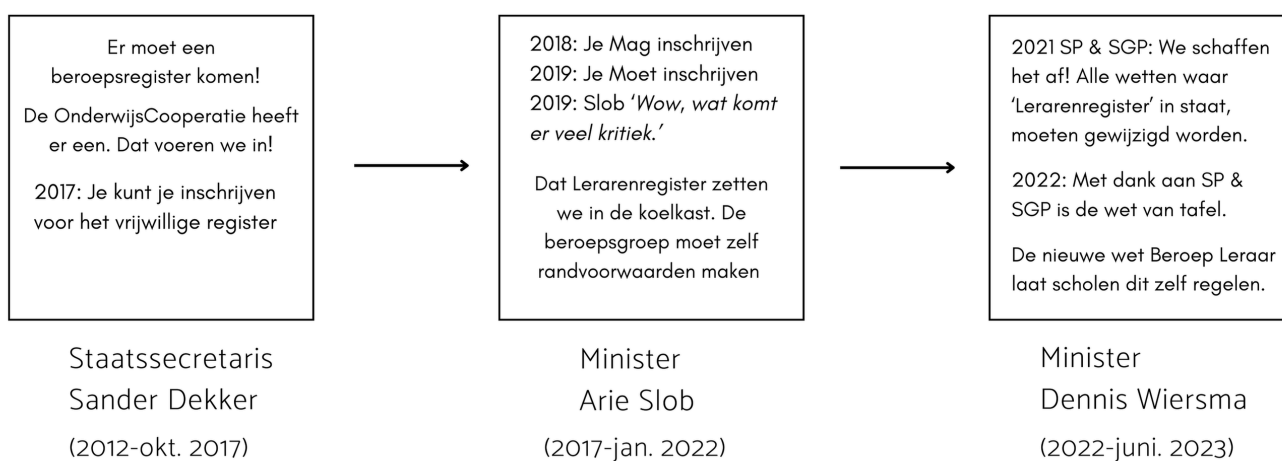 Er moet een
beroepsregister komen!
De OnderwijsCooperatie heeft
er een. Dat voeren we in!
2017: Je kunt je inschrijven
voor het vrijwillige register
Staatssecretaris
Sander Dekker
(2012-okt. 2017)
2018: Je Mag inschrijven
2019: Je Moet inschrijven
2019: Slob ‘Wow, wat komt
er veel kritiek.’
Dat Lerarenregister zetten
we in de koelkast. De
beroepsgroep moet zelf
randvoorwaarden maken
Minister
Arie Slob
(2017-jan. 2022)
2021 SP & SGP: We schaffen
het af! Alle wetten waar
‘Lerarenregister’ in staat,
moeten gewijzigd worden.
2022: Met dank aan SP &
SGP is de wet van tafel.
De nieuwe wet Beroep Leraar
laat scholen dit zelf regelen.
Minister
Dennis Wiersma
(2022-juni. 2023)